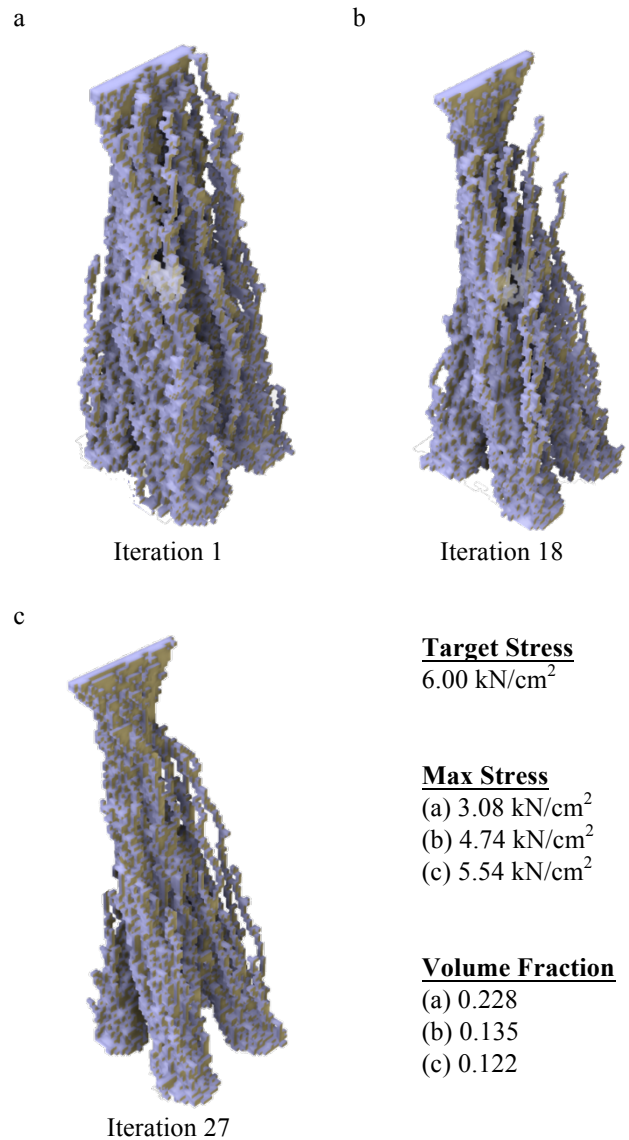 a
b
Iteration 1
Iteration 18
c
Target Stress
6.00 kN/cm²
Max Stress
(a) 3.08 kN/cm²
(b) 4.74 kN/cm²
(c) 5.54 kN/cm²
Volume Fraction
(a) 0.228
(b) 0.135
(c) 0.122
Iteration 27